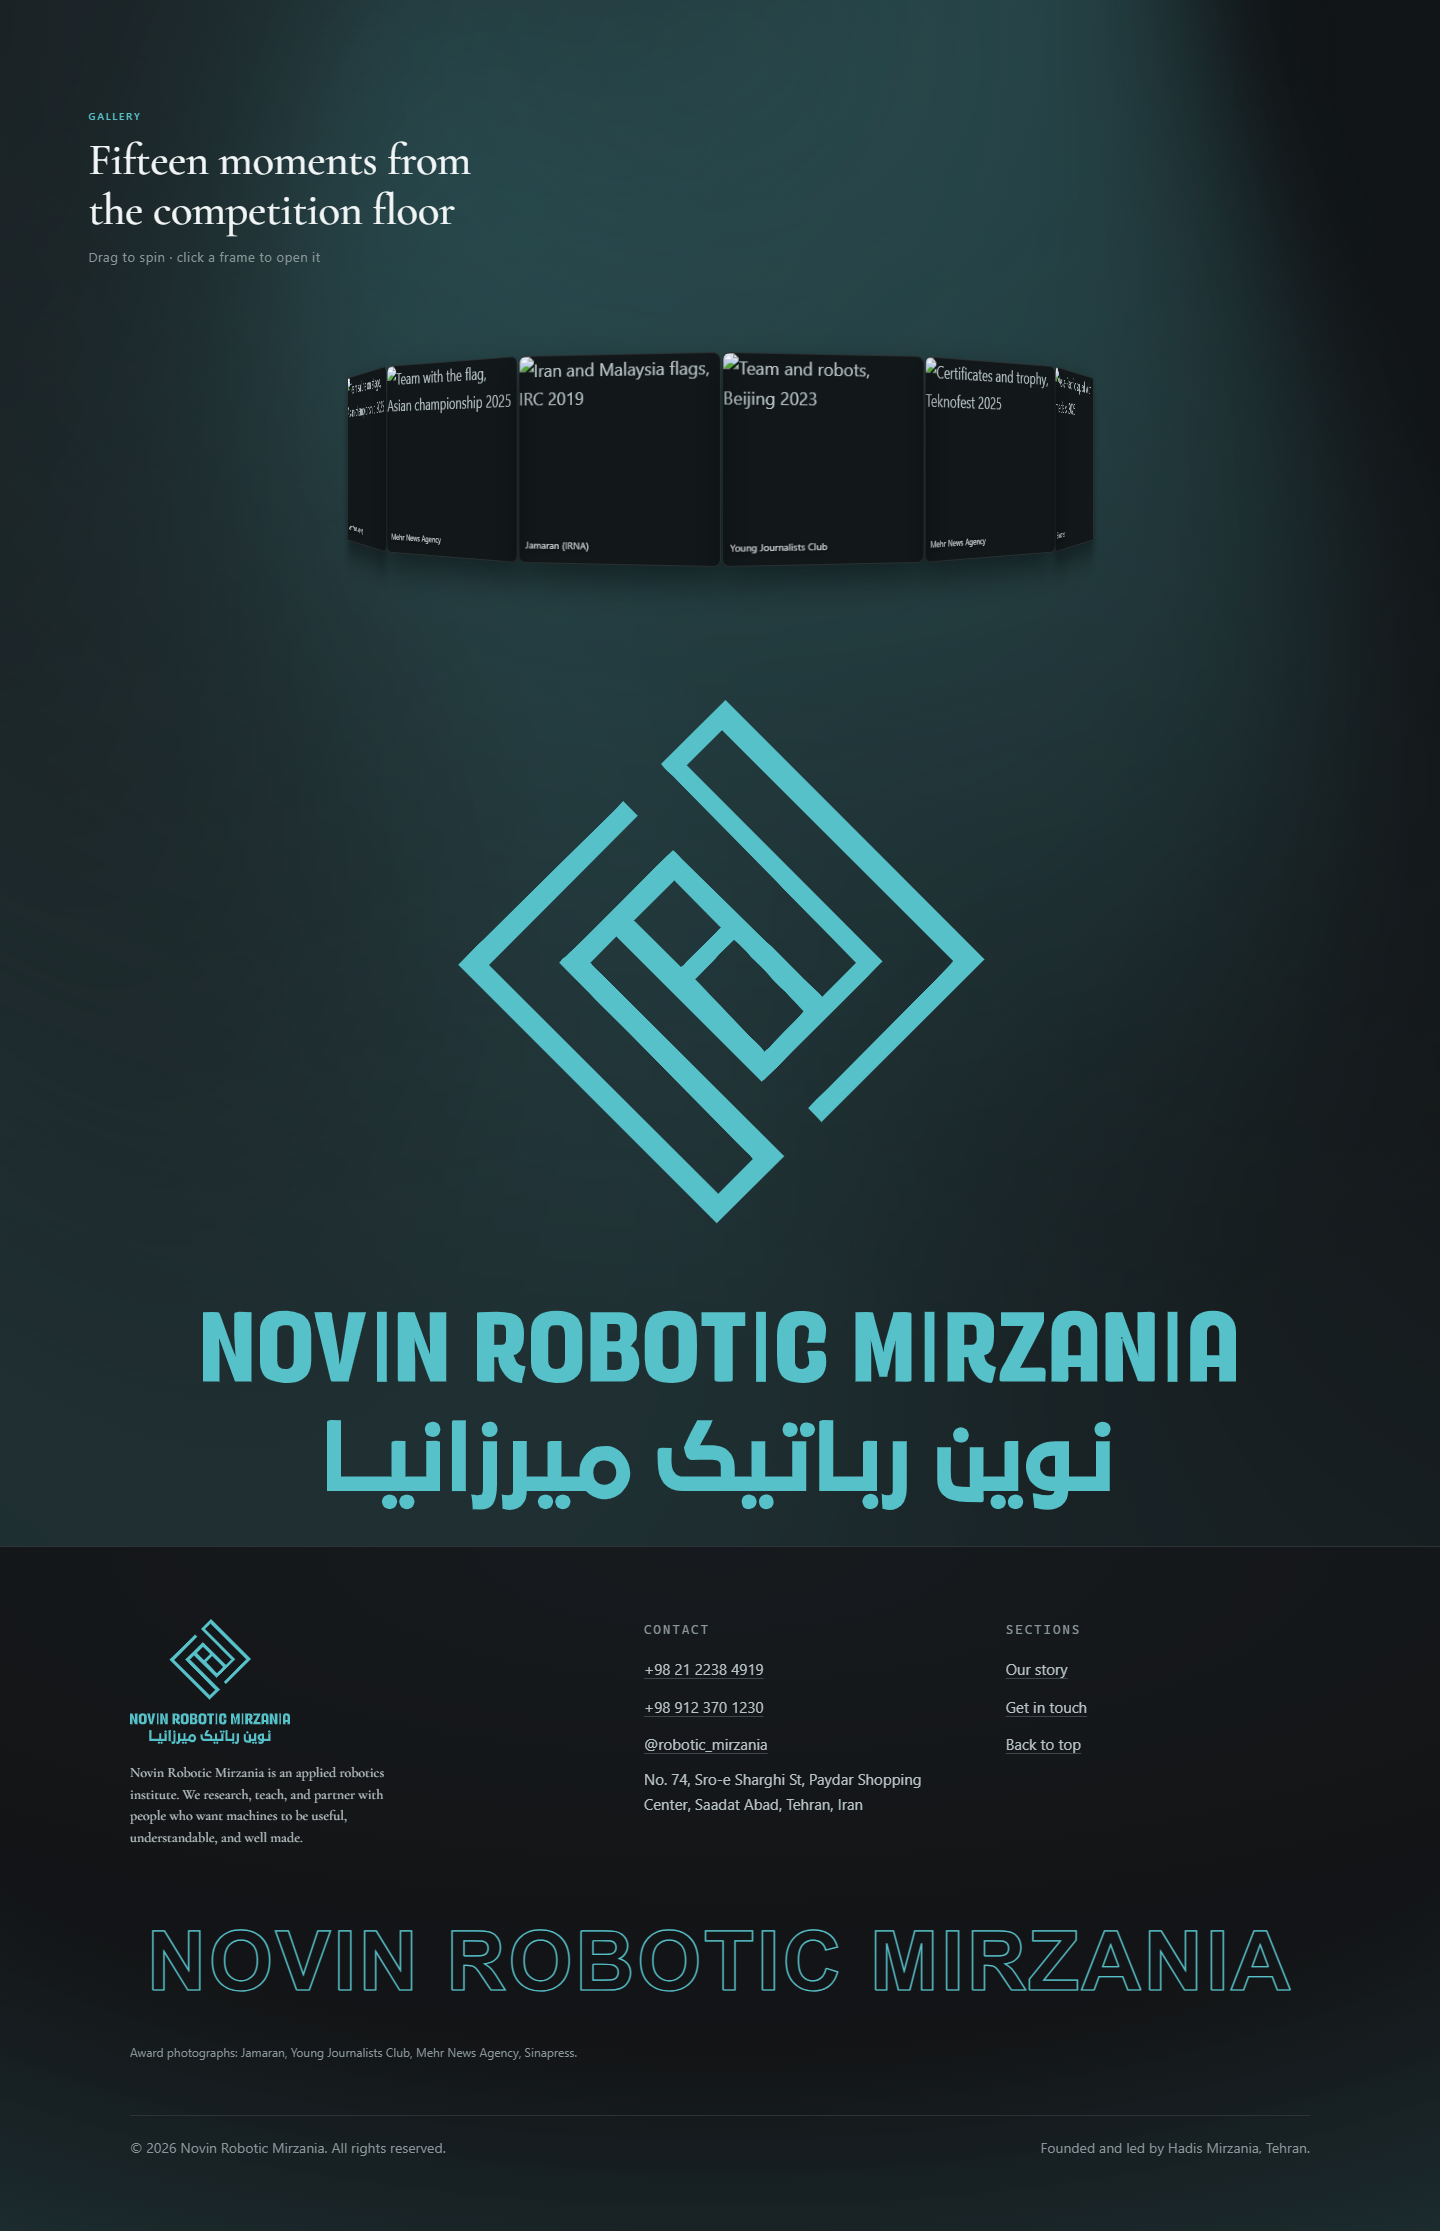 GALLERY
Fifteen moments from
the competition floor
Drag to spin · click a frame to open it
Team with the flag,
Asian championship 2025
Mehr News Agency
Iran and Malaysia flags,
IRC 2019
Jamaran (IRNA)
Team and robots,
Beijing 2023
Young Journalists Club
Certificates and trophy,
Teknofest 2025
Mehr News Agency
NOVIN ROBOTIC MIRZANIA
نوین رباتیک میرزانیا
NOVIN ROBOTIC MIRZANIA
نوین رباتیک میرزانیا
Novin Robotic Mirzania is an applied robotics
institute. We research, teach, and partner with
people who want machines to be useful,
understandable, and well made.
CONTACT
+98 21 2238 4919
+98 912 370 1230
@robotic_mirzania
No. 74, Sro-e Sharghi St, Paydar Shopping
Center, Saadat Abad, Tehran, Iran
SECTIONS
Our story
Get in touch
Back to top
NOVIN ROBOTIC MIRZANIA
Award photographs: Jamaran, Young Journalists Club, Mehr News Agency, Sinapress.
© 2026 Novin Robotic Mirzania. All rights reserved.
Founded and led by Hadis Mirzania, Tehran.